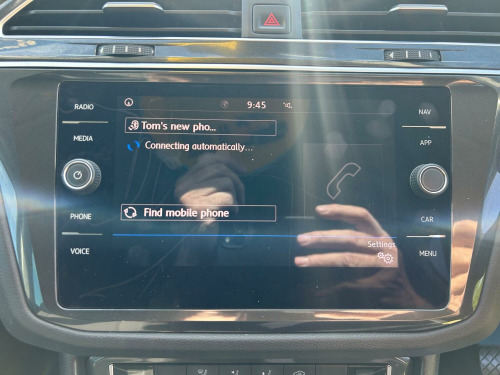 RADIO
MEDIA
PHONE
VOICE
9:45
Tom's new pho...
Connecting automatically...
Find mobile phone
Settings
NAV
APP
CAR
MENU